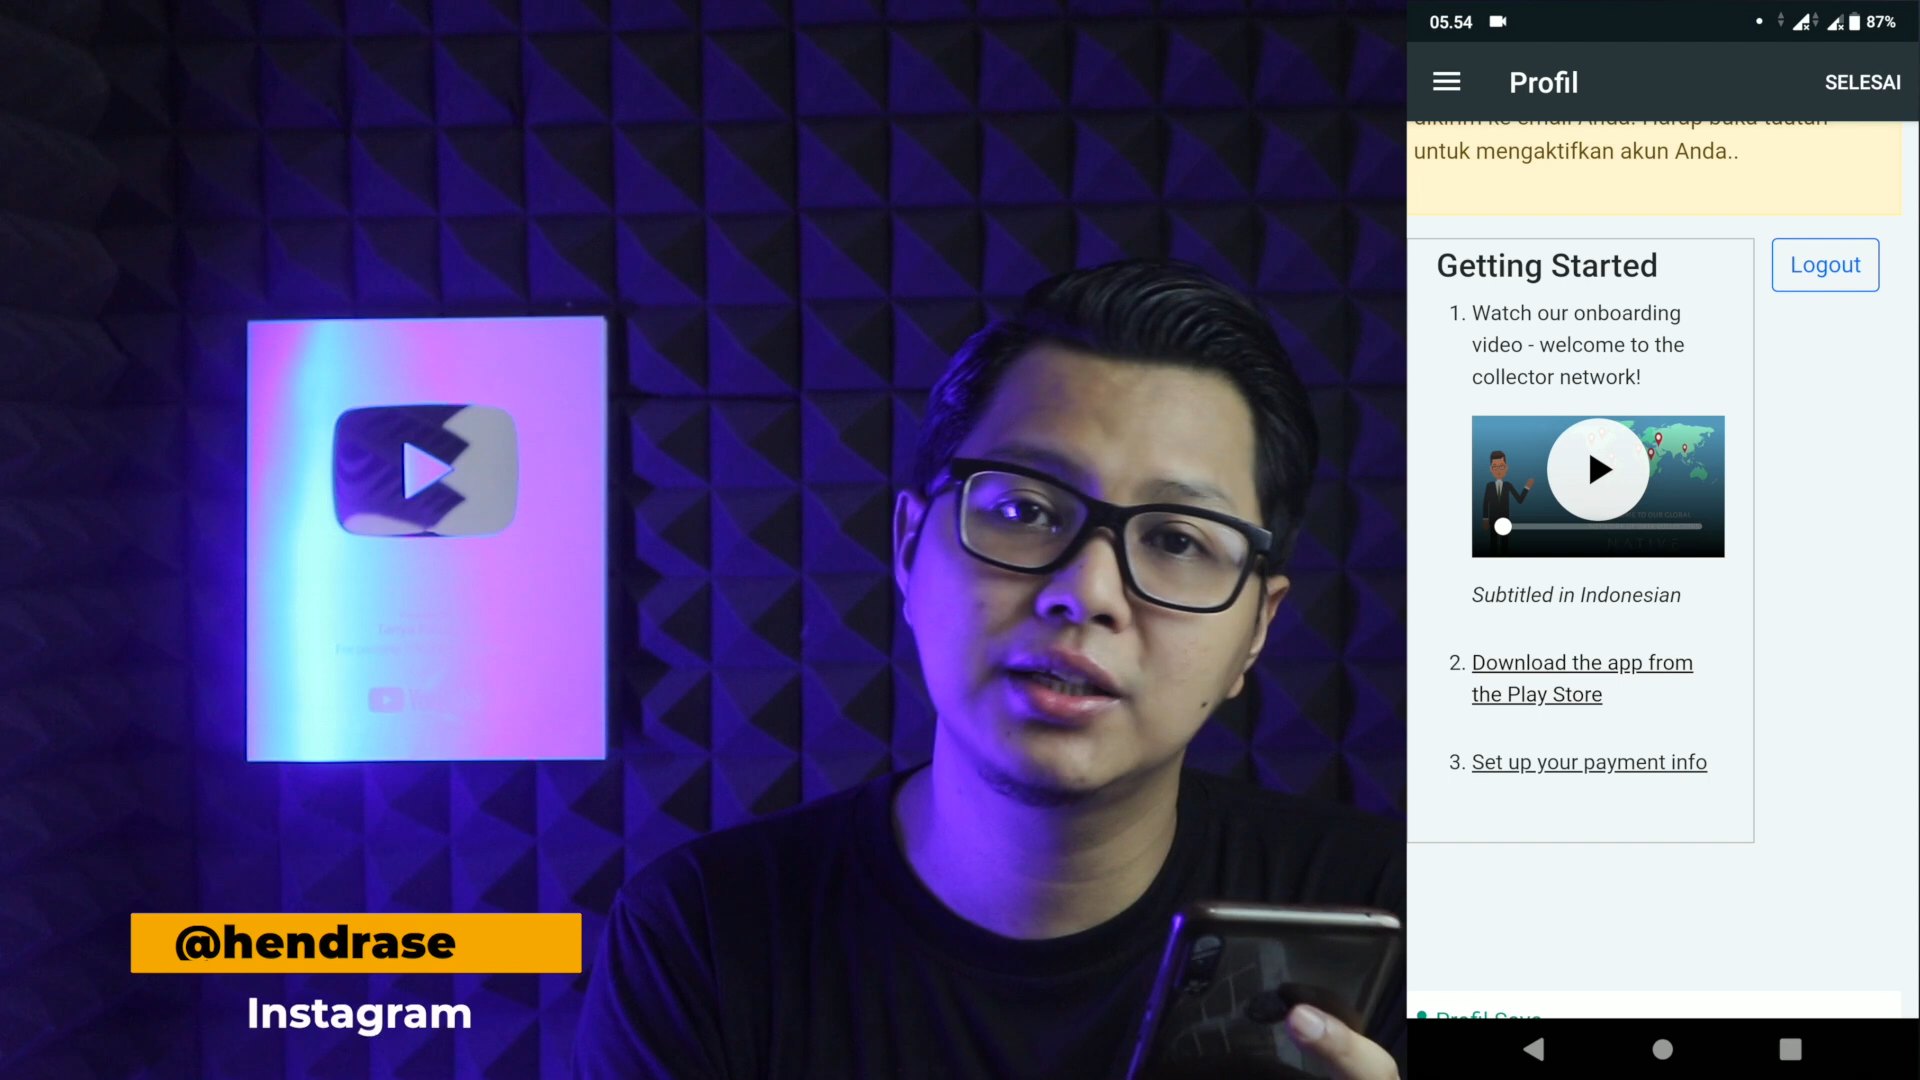 05.54
87%
Profil
SELESAI
untuk mengaktifkan akun Anda..
Getting Started
Logout
1. Watch our onboarding
video - welcome to the
collector network!
NATIVE
Subtitled in Indonesian
2. Download the app from
the Play Store
3. Set up your payment info
@hendrase
Instagram